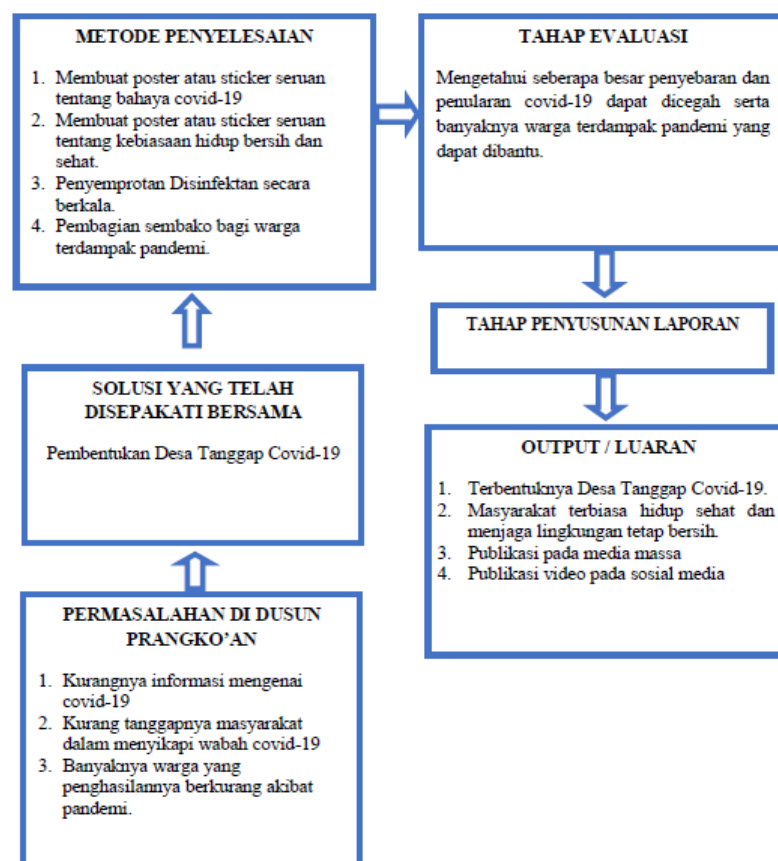 METODE PENYELESAIAN
1. Membuat poster atau sticker seruan
tentang bahaya covid-19
2. Membuat poster atau sticker seruan
tentang kebiasaan hidup bersih dan
sehat.
3. Penyemprotan Disinfektan secara
berkala.
4. Pembagian sembako bagi warga
terdampak pandemi.
TAHAP EVALUASI
Mengetahui seberapa besar penyebaran dan
penularan covid-19 dapat dicegah serta
banyaknya warga terdampak pandemi yang
dapat dibantu.
TAHAP PENYUSUNAN LAPORAN
SOLUSI YANG TELAH
DISEPAKATI BERSAMA
Pembentukan Desa Tanggap Covid-19
OUTPUT / LUARAN
1. Terbentuknya Desa Tanggap Covid-19.
2. Masyarakat terbiasa hidup sehat dan
menjaga lingkungan tetap bersih.
3. Publikasi pada media massa
4. Publikasi video pada sosial media
PERMASALAHAN DI DUSUN
PRANGKO’AN
1. Kurangnya informasi mengenai
covid-19
2. Kurang tanggapnya masyarakat
dalam menyikapi wabah covid-19
3. Banyaknya warga yang
penghasilannya berkurang akibat
pandemi.